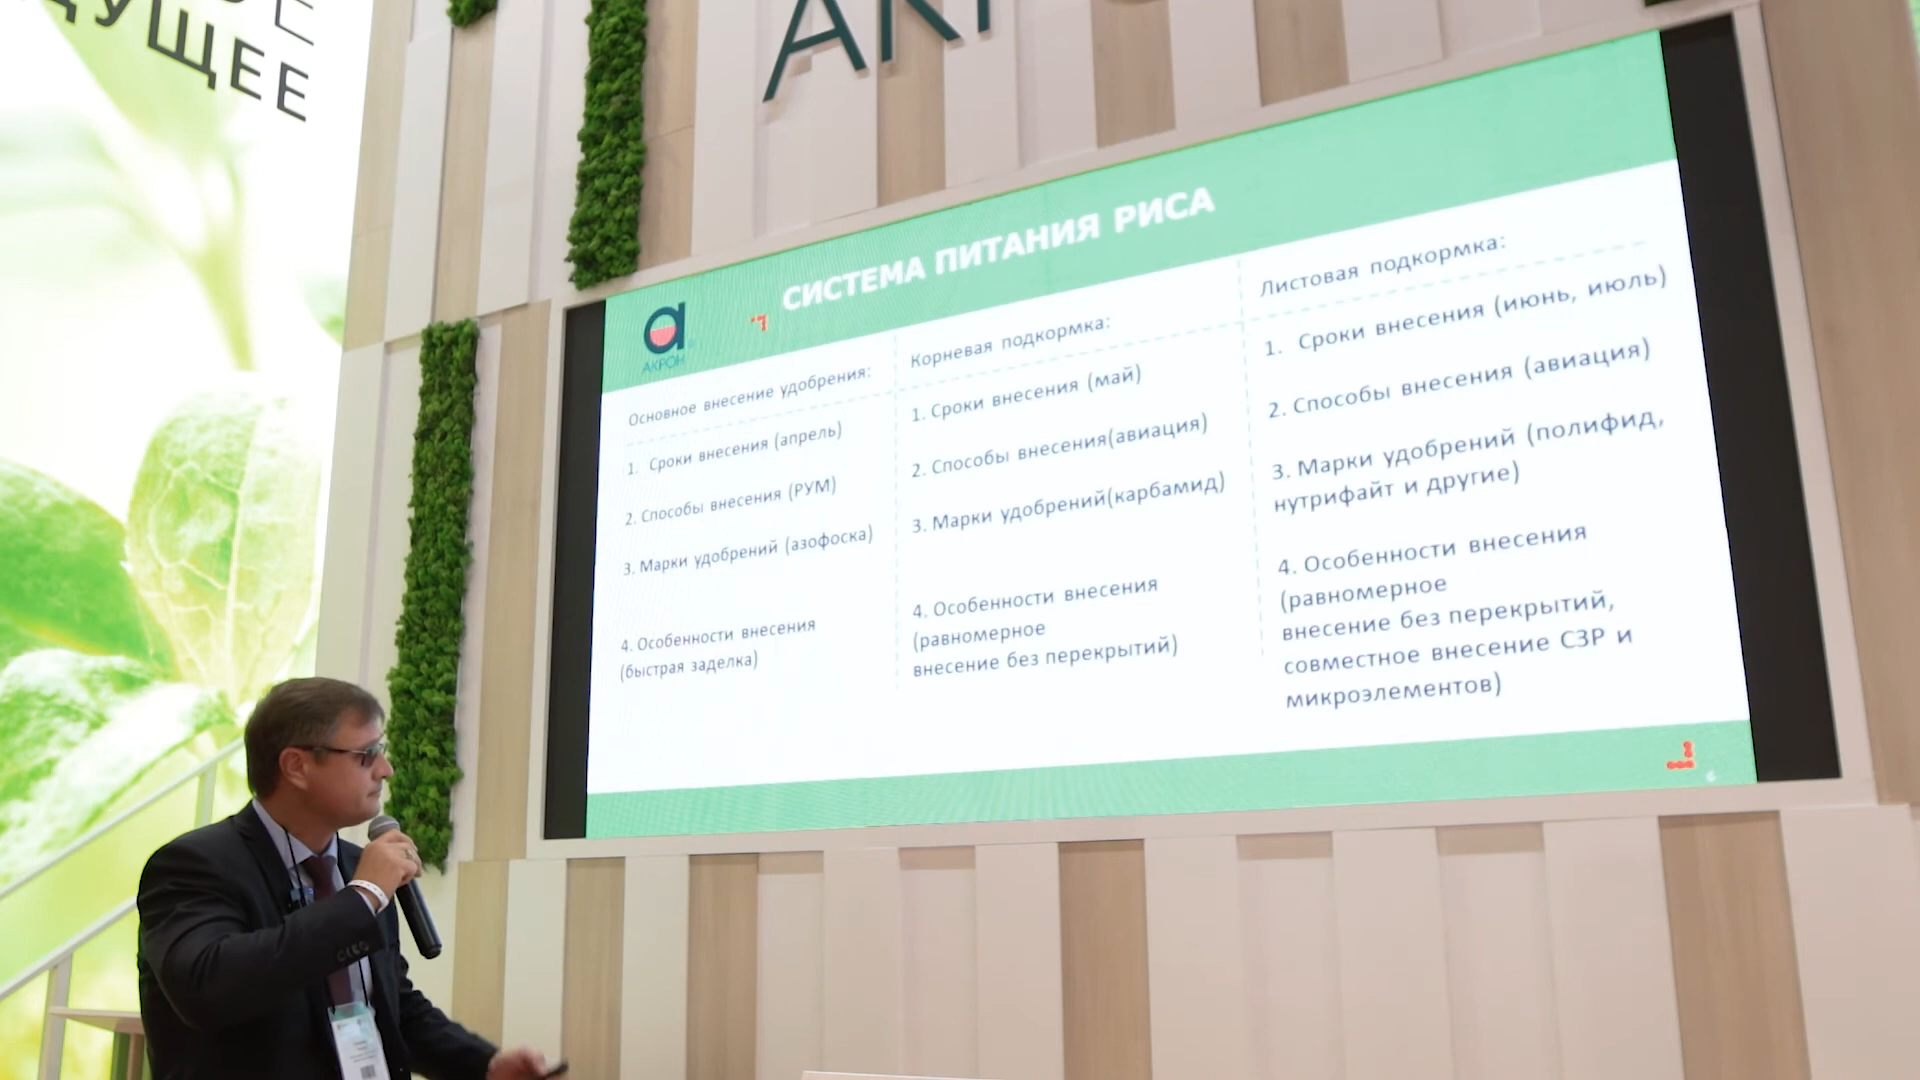 УЩЕЕ
АКР
СИСТЕМА ПИТАНИЯ РИСА
АКРОН
Основное внесение удобрения:
1. Сроки внесения (апрель)
2. Способы внесения (РУМ)
3. Марки удобрений (азофоска)
4. Особенности внесения
(быстрая заделка)
Корневая подкормка:
1. Сроки внесения (май)
2. Способы внесения(авиация)
3. Марки удобрений(карбамид)
4. Особенности внесения
(равномерное
внесение без перекрытий)
Листовая подкормка:
1. Сроки внесения (июнь, июль)
2. Способы внесения (авиация)
3. Марки удобрений (полифид,
нутрифайт и другие)
4. Особенности внесения
(равномерное
внесение без перекрытий,
совместное внесение СЗР и
микроэлементов)